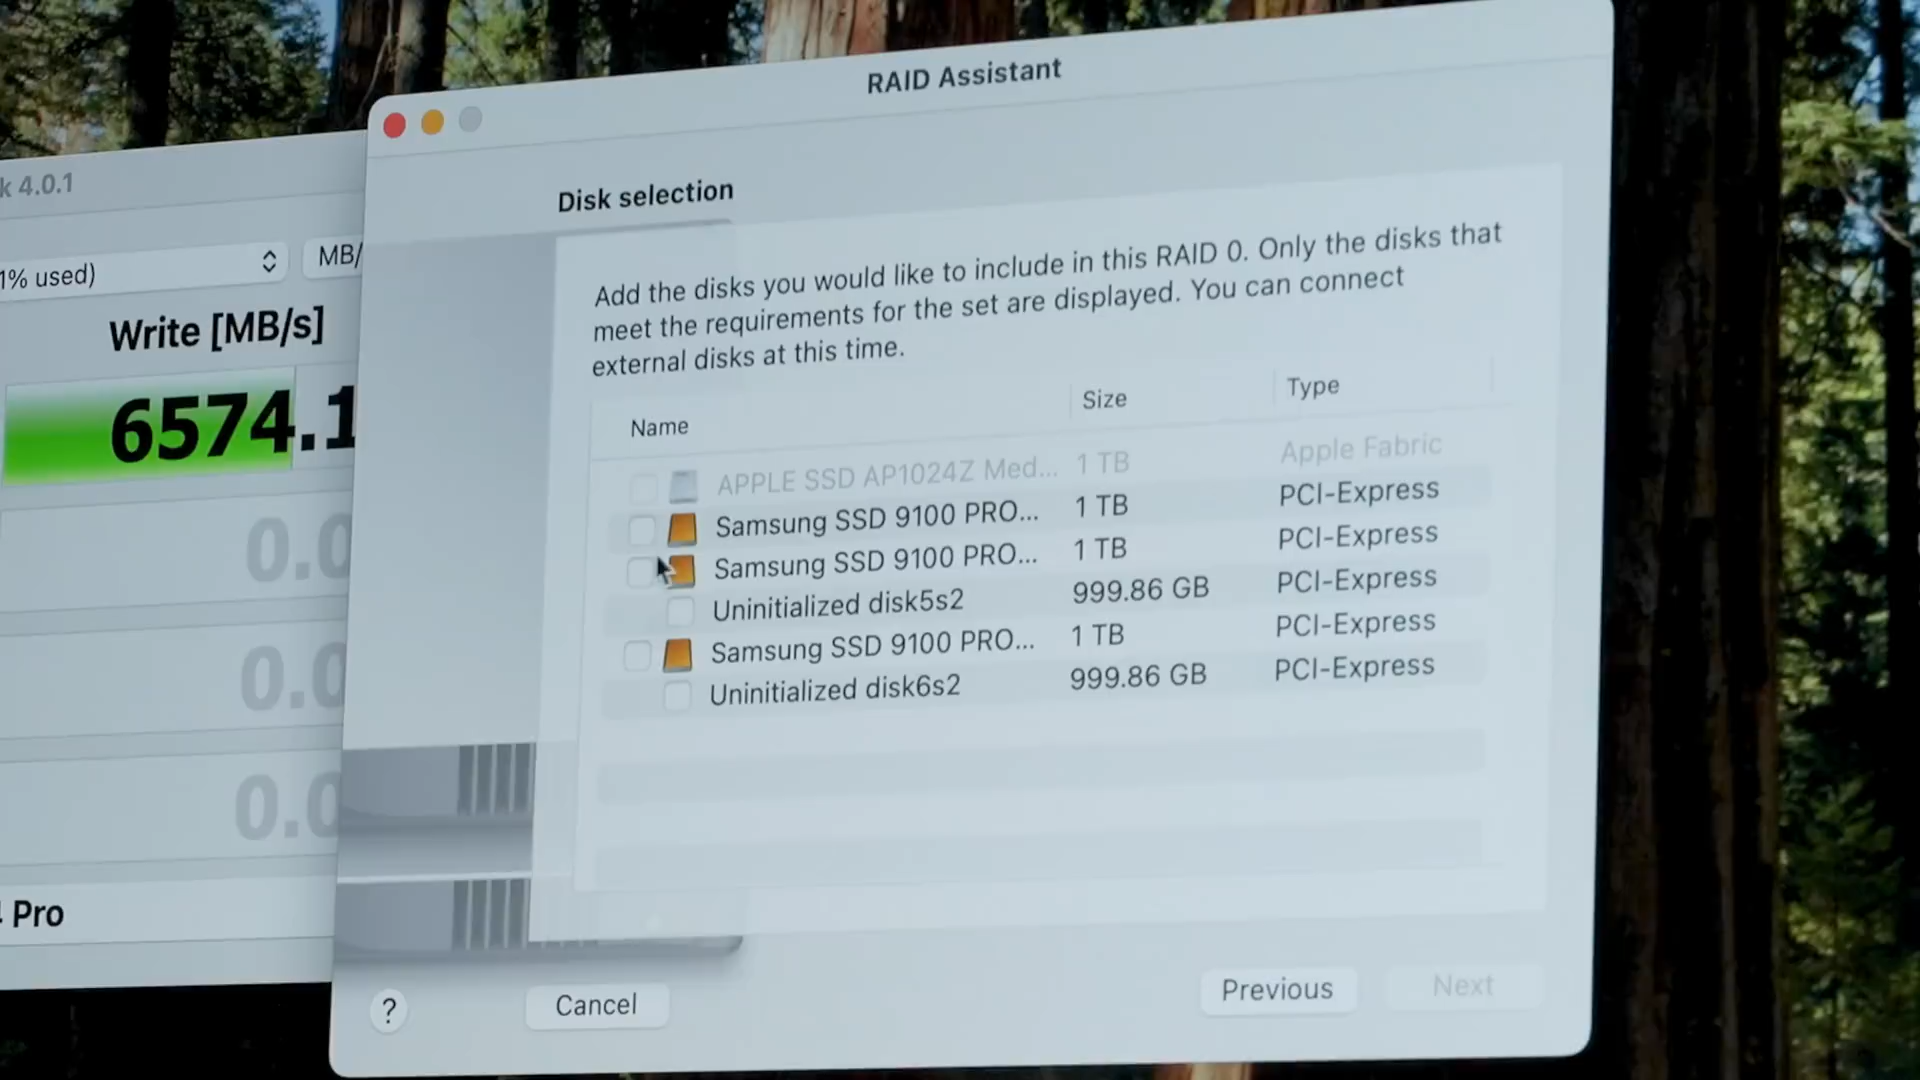 RAID Assistant
k 4.0.1
1% used)
MB/
Write [MB/s]
6574.1
0.0
0.0
0.0
Pro
Disk selection
Add the disks you would like to include in this RAID 0. Only the disks that
meet the requirements for the set are displayed. You can connect
external disks at this time.
Name Size Type
APPLE SSD AP1024Z Med... 1 TB Apple Fabric
Samsung SSD 9100 PRO... 1 TB PCI-Express
Samsung SSD 9100 PRO... 1 TB PCI-Express
Uninitialized disk5s2 999.86 GB PCI-Express
Samsung SSD 9100 PRO... 1 TB PCI-Express
Uninitialized disk6s2 999.86 GB PCI-Express
? Cancel Previous Next